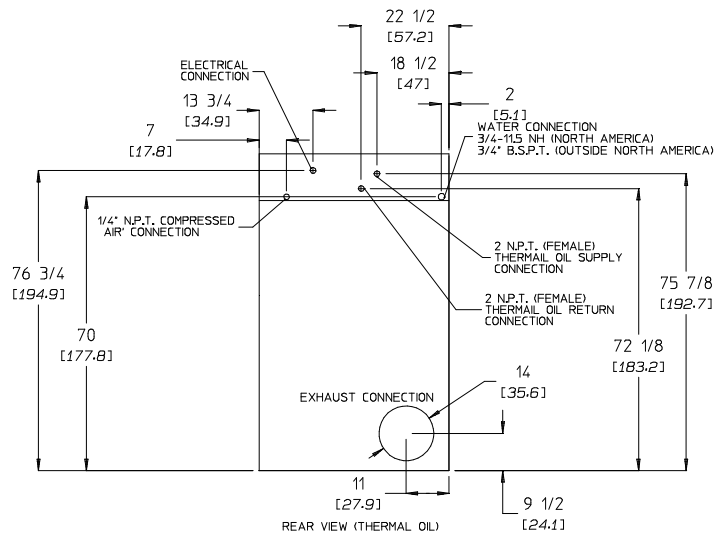 22 1/2
[57.2]
18 1/2
[47]
ELECTRICAL
CONNECTION
13 3/4
[34.9]
2
[5.1]
7
[17.8]
WATER CONNECTION
3/4-11.5 NH (NORTH AMERICA)
3/4" B.S.P.T. (OUTSIDE NORTH AMERICA)
1/4" N.P.T. COMPRESSED
AIR' CONNECTION
2 N.P.T. (FEMALE)
THERMAIL OIL SUPPLY
CONNECTION
76 3/4
[194.9]
75 7/8
[192.7]
2 N.P.T. (FEMALE)
THERMAIL OIL RETURN
CONNECTION
70
[177.8]
72 1/8
[183.2]
14
[35.6]
EXHAUST CONNECTION
11
[27.9]
9 1/2
[24.1]
REAR VIEW (THERMAL OIL)